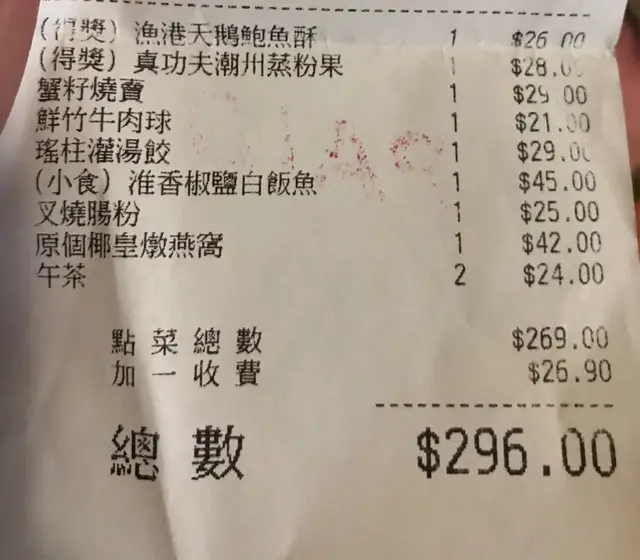 (得獎) 漁港天鵝鮑魚酥 1 $26.00
(得獎) 真功夫潮州蒸粉果 1 $28.00
蟹籽燒賣 1 $29.00
鮮竹牛肉球 1 $21.00
瑤柱灌湯餃 1 $29.00
(小食) 淮香椒鹽白飯魚 1 $45.00
叉燒腸粉 1 $25.00
原個椰皇燉燕窩 1 $42.00
午茶 2 $24.00
點菜總數 $269.00
加一收費 $26.90
總數 $296.00